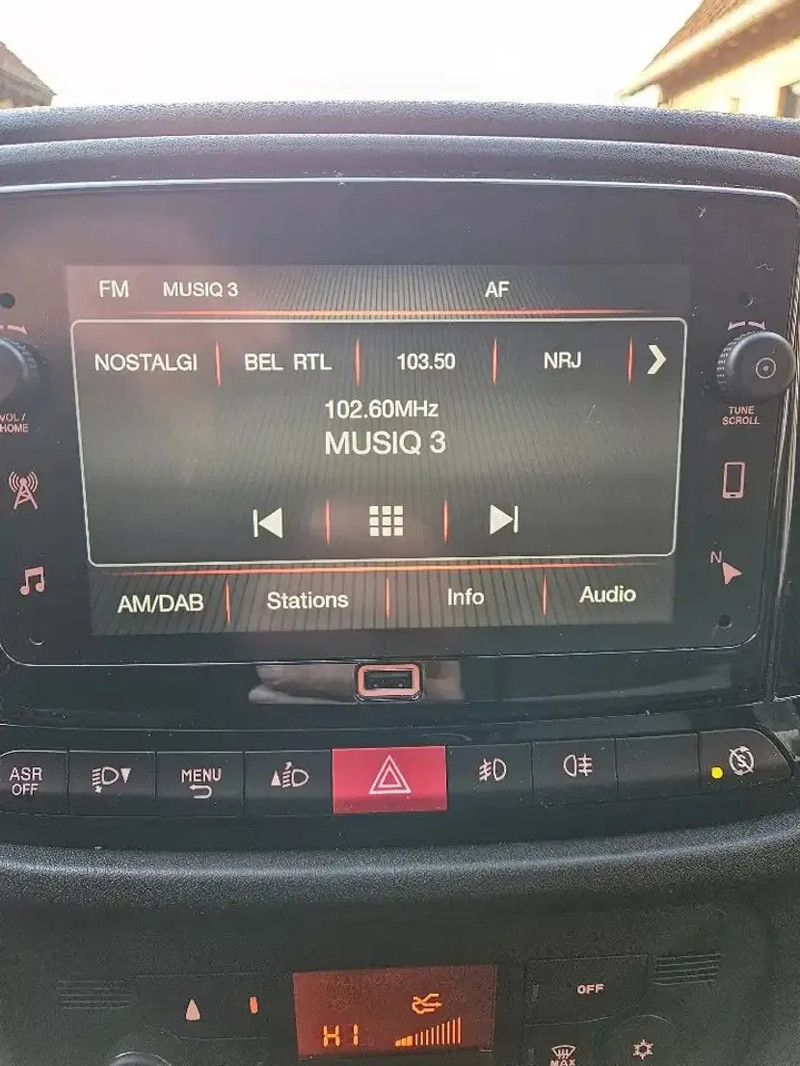 FM MUSIQ 3 AF
NOSTALGI BEL RTL 103.50 NRJ
102.60MHz
MUSIQ 3
VOL/
HOME
TUNE
SCROLL
N
AM/DAB Stations Info Audio
ASR
OFF
MENU
OFF
HI
MAX